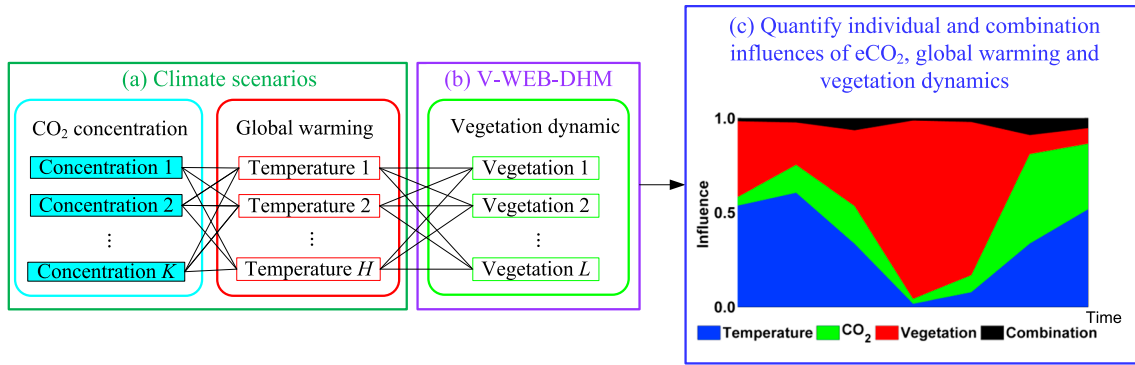 (a) Climate scenarios
CO₂ concentration
Concentration 1
Concentration 2
⋮
Concentration K
Global warming
Temperature 1
Temperature 2
⋮
Temperature H
(b) V-WEB-DHM
Vegetation dynamic
Vegetation 1
Vegetation 2
⋮
Vegetation L
(c) Quantify individual and combination
influences of eCO₂, global warming and
vegetation dynamics
1.0
0.5
0.0
Influence
Time
Temperature CO₂ Vegetation Combination